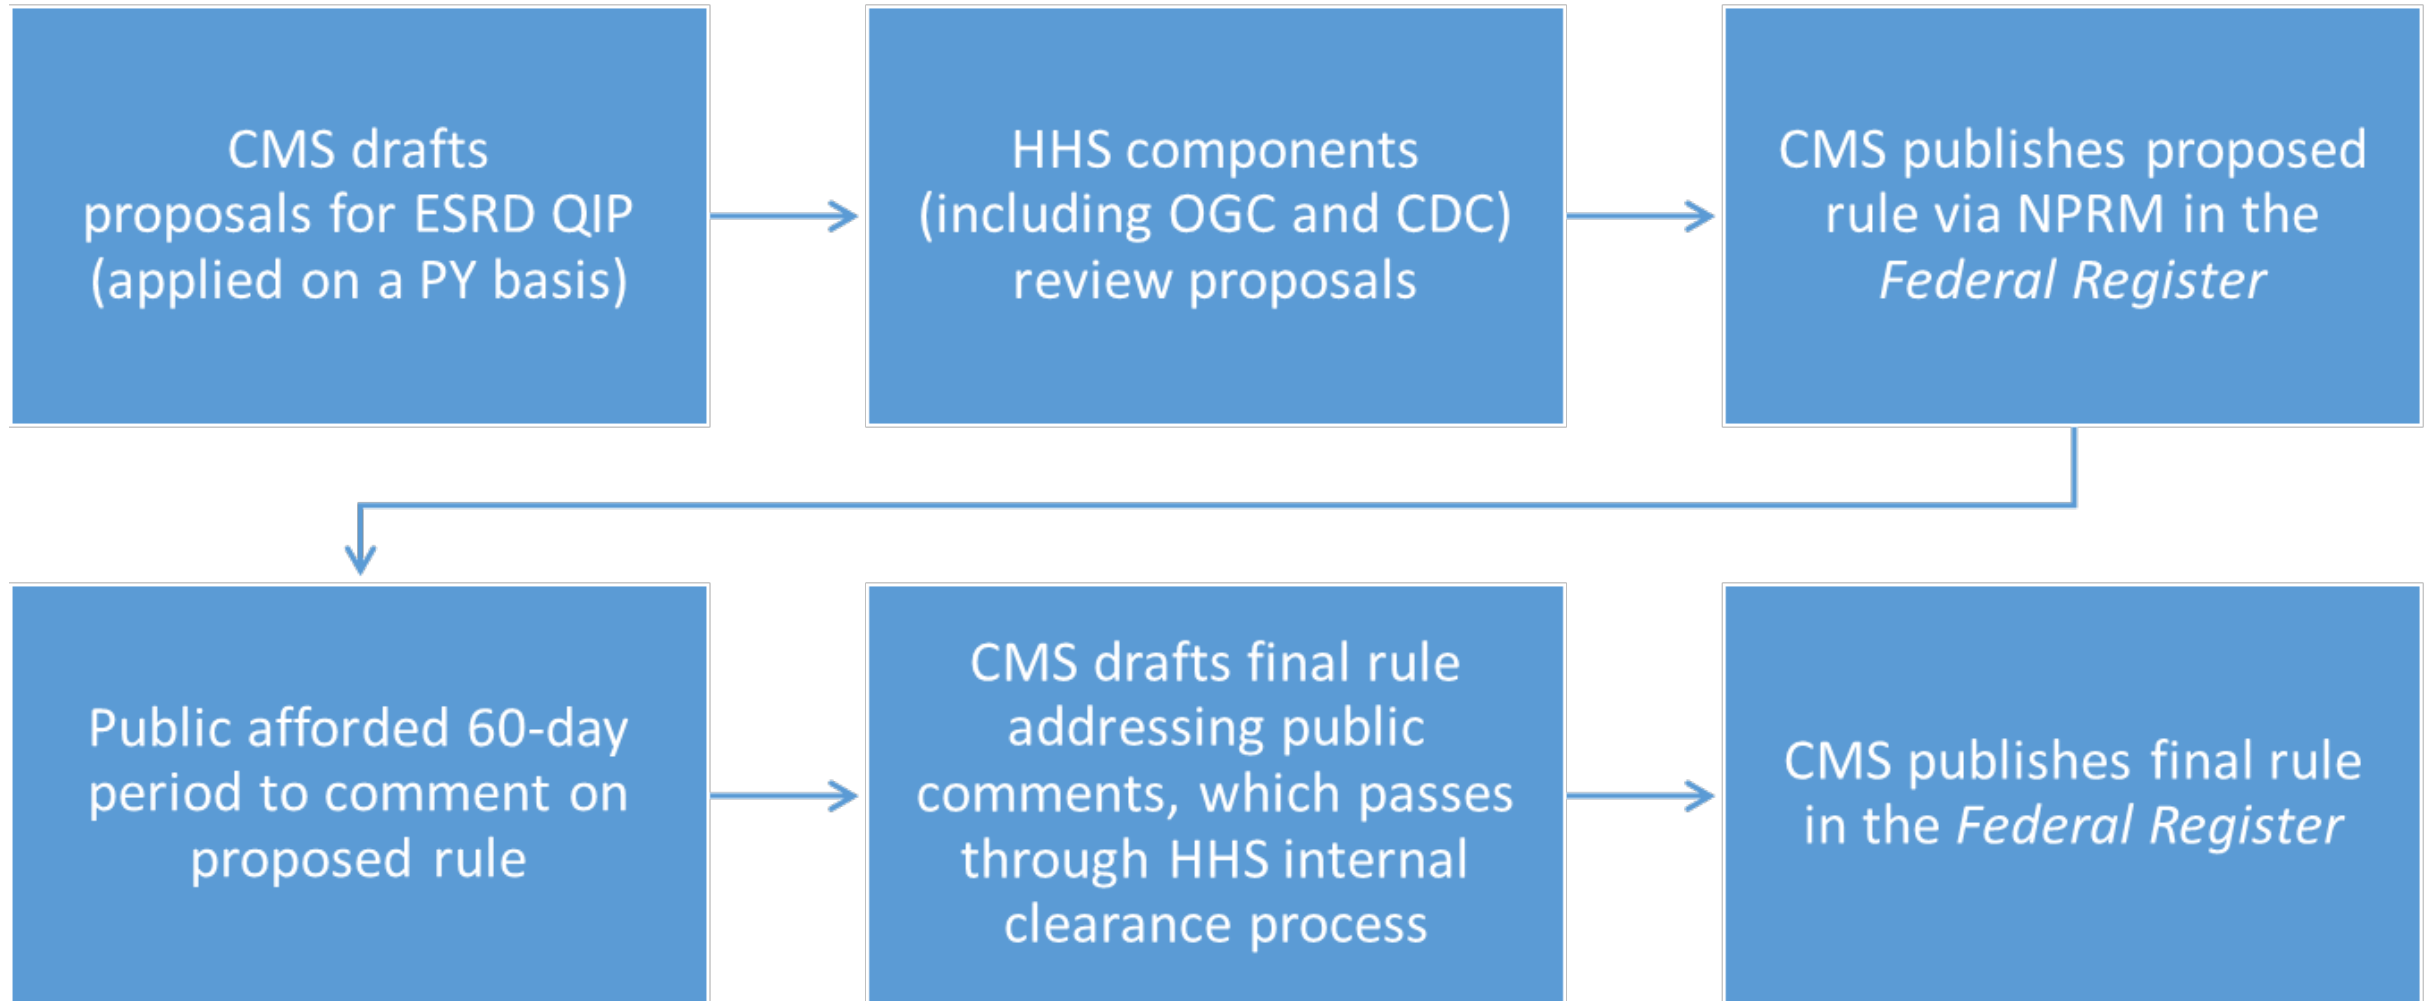 CMS drafts
proposals for ESRD QIP
(applied on a PY basis)
HHS components
(including OGC and CDC)
review proposals
CMS publishes proposed
rule via NPRM in the
Federal Register
Public afforded 60-day
period to comment on
proposed rule
CMS drafts final rule
addressing public
comments, which passes
through HHS internal
clearance process
CMS publishes final rule
in the Federal Register